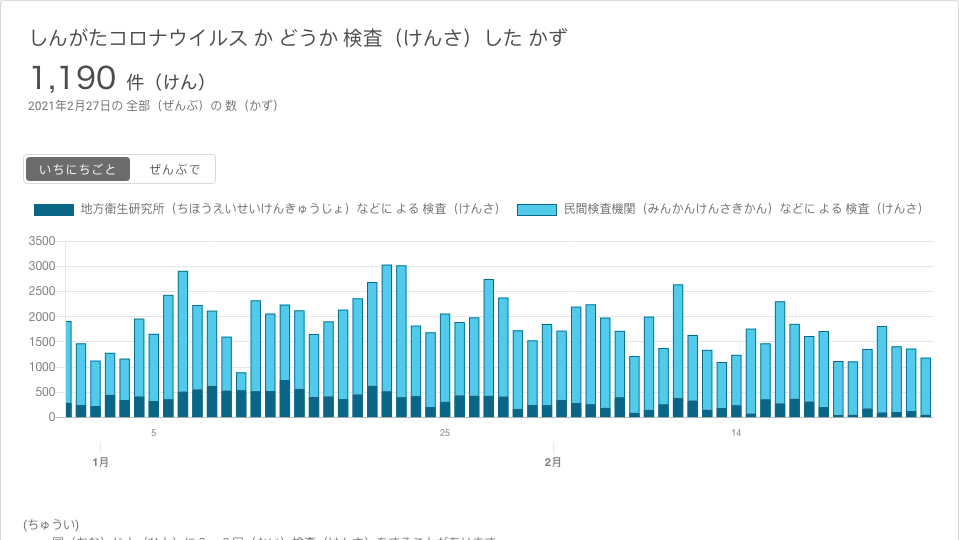 しんがたコロナウイルス か どうか 検査（けんさ）した かず
1,190 件（けん）
2021年2月27日の 全部（ぜんぶ）の 数（かず）
いちにちごと ぜんぶで
地方衛生研究所（ちほうえいせいけんきゅうじょ）などに よる 検査（けんさ） 民間検査機関（みんかんけんさきかん）などに よる 検査（けんさ）
3500
3000
2500
2000
1500
1000
500
0
5 25 14
1月 2月
(ちゅうい)